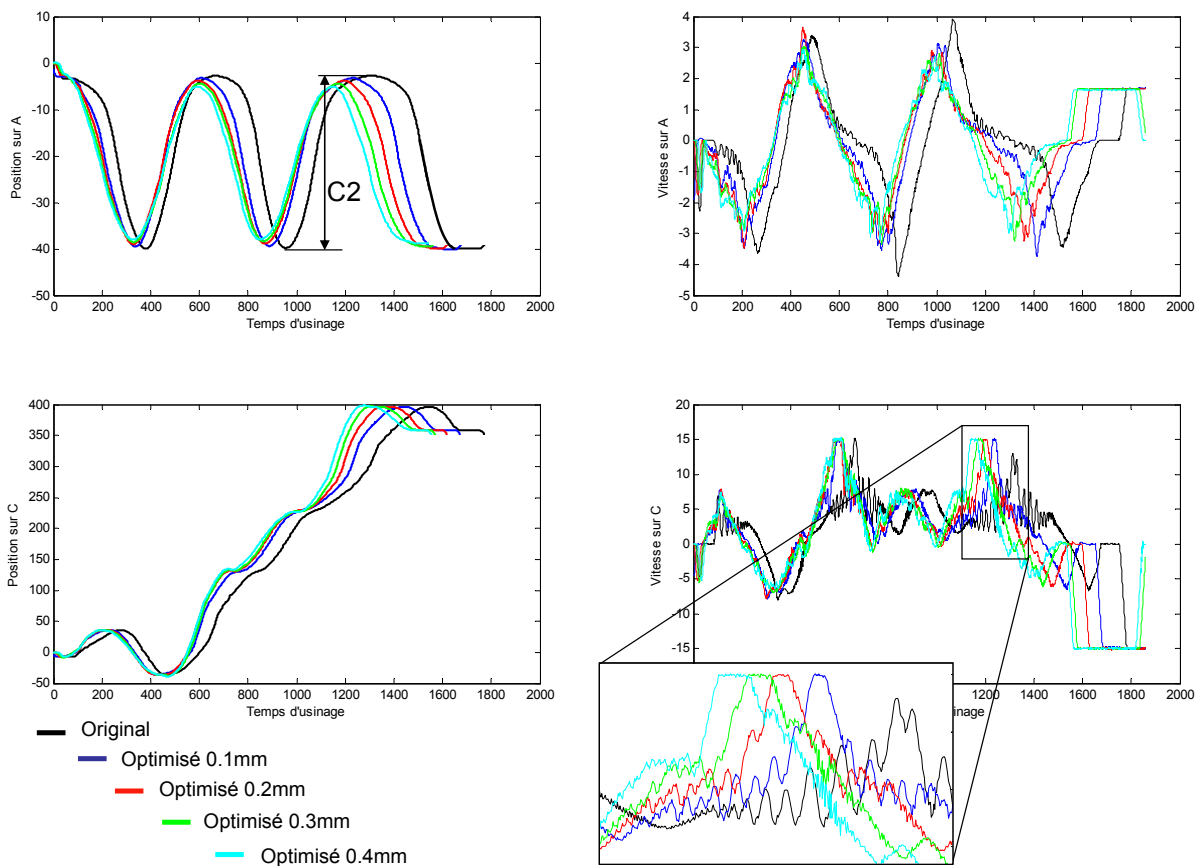 10
0
-10
-20
-30
-40
-50
0 200 400 600 800 1000 1200 1400 1600 1800 2000
Position sur A
Temps d'usinage
C2
4
3
2
1
0
-1
-2
-3
-4
-5
0 200 400 600 800 1000 1200 1400 1600 1800 2000
Vitesse sur A
Temps d'usinage
400
350
300
250
200
150
100
50
0
-50
0 200 400 600 800 1000 1200 1400 1600 1800 2000
Position sur C
Temps d'usinage
20
15
10
5
0
-5
-10
-15
1200 1400 1600 1800 2000
Vitesse sur C
usinage
Original
Optimisé 0.1mm
Optimisé 0.2mm
Optimisé 0.3mm
Optimisé 0.4mm